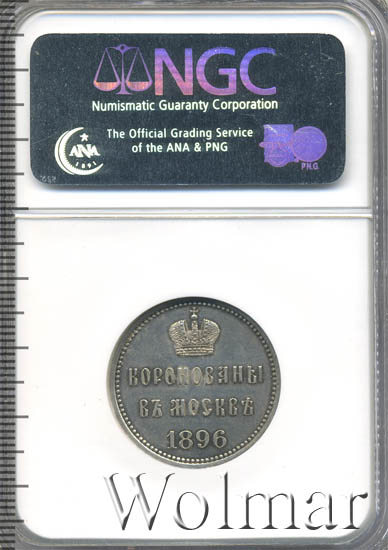 NGC
Numismatic Guaranty Corporation
The Official Grading Service
of the ANA & PNG
ANA
1891
P.N.G.
КОРОНОВАНЫ
ВЪ МОСКВѢ
1896
Wolmar